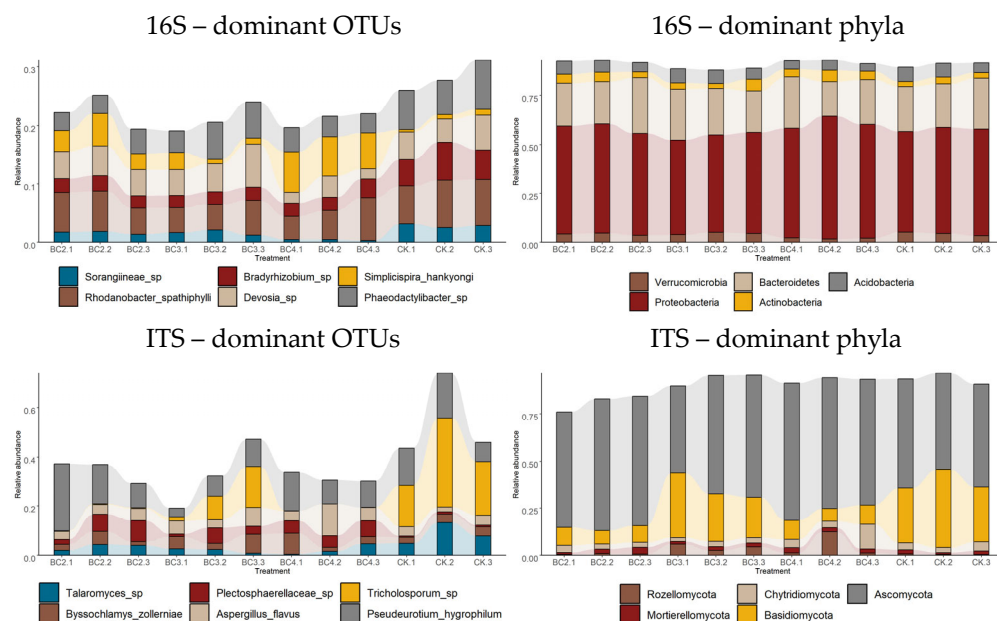 16S – dominant OTUs
Relative abundance
0.3
0.2
0.1
0.0
BC2.1 BC2.2 BC2.3 BC3.1 BC3.2 BC3.3 BC4.1 BC4.2 BC4.3 CK.1 CK.2 CK.3
Treatment
Sorangiineae_sp Bradyrhizobium_sp Simplicispira_hankyongi
Rhodanobacter_spathiphylli Devosia_sp Phaeodactylibacter_sp
16S – dominant phyla
Relative abundance
0.75
0.50
0.25
0.00
BC2.1 BC2.2 BC2.3 BC3.1 BC3.2 BC3.3 BC4.1 BC4.2 BC4.3 CK.1 CK.2 CK.3
Treatment
Verrucomicrobia Bacteroidetes Acidobacteria
Proteobacteria Actinobacteria
ITS – dominant OTUs
Relative abundance
0.6
0.4
0.2
0.0
BC2.1 BC2.2 BC2.3 BC3.1 BC3.2 BC3.3 BC4.1 BC4.2 BC4.3 CK.1 CK.2 CK.3
Treatment
Talaromyces_sp Plectosphaerellaceae_sp Tricholosporum_sp
Byssochlamys_zollerniae Aspergillus_flavus Pseudeurotium_hygrophilum
ITS – dominant phyla
Relative abundance
0.75
0.50
0.25
0.00
BC2.1 BC2.2 BC2.3 BC3.1 BC3.2 BC3.3 BC4.1 BC4.2 BC4.3 CK.1 CK.2 CK.3
Treatment
Rozellomycota Chytridiomycota Ascomycota
Mortierellomycota Basidiomycota